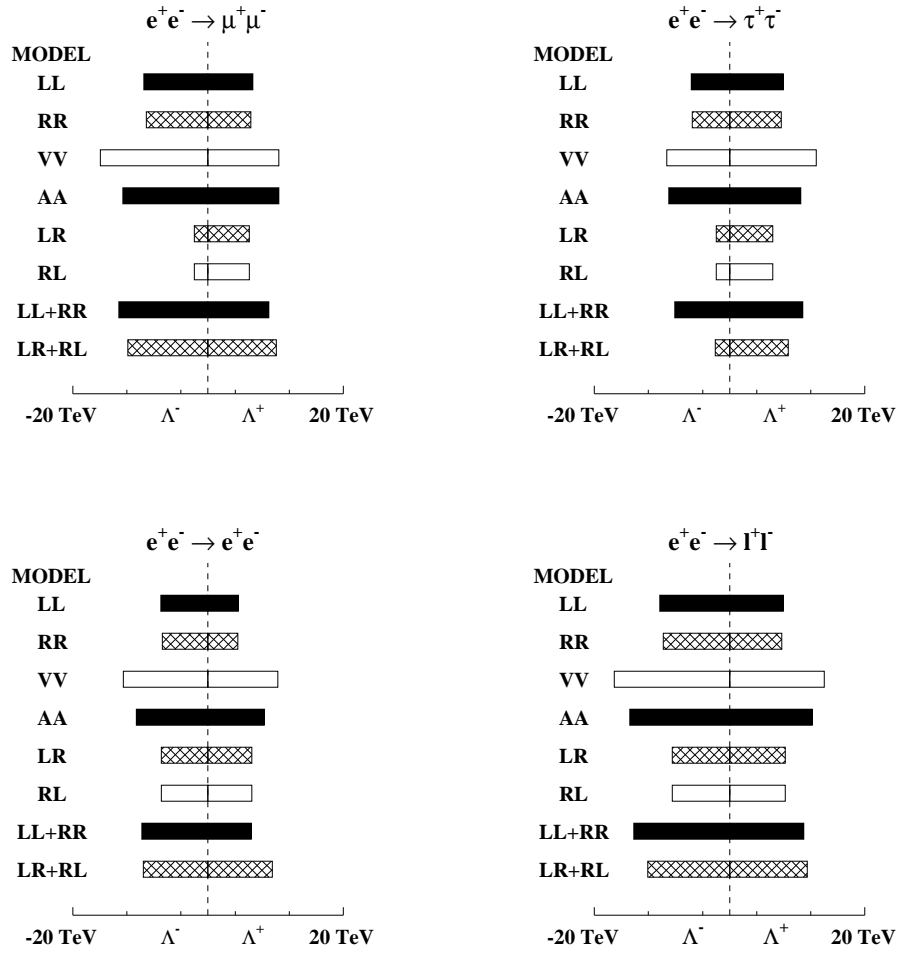 e⁺e⁻ → μ⁺μ⁻
MODEL
LL
RR
VV
AA
LR
RL
LL+RR
LR+RL
-20 TeV Λ⁻ Λ⁺ 20 TeV
e⁺e⁻ → τ⁺τ⁻
MODEL
LL
RR
VV
AA
LR
RL
LL+RR
LR+RL
-20 TeV Λ⁻ Λ⁺ 20 TeV
e⁺e⁻ → e⁺e⁻
MODEL
LL
RR
VV
AA
LR
RL
LL+RR
LR+RL
-20 TeV Λ⁻ Λ⁺ 20 TeV
e⁺e⁻ → l⁺l⁻
MODEL
LL
RR
VV
AA
LR
RL
LL+RR
LR+RL
-20 TeV Λ⁻ Λ⁺ 20 TeV